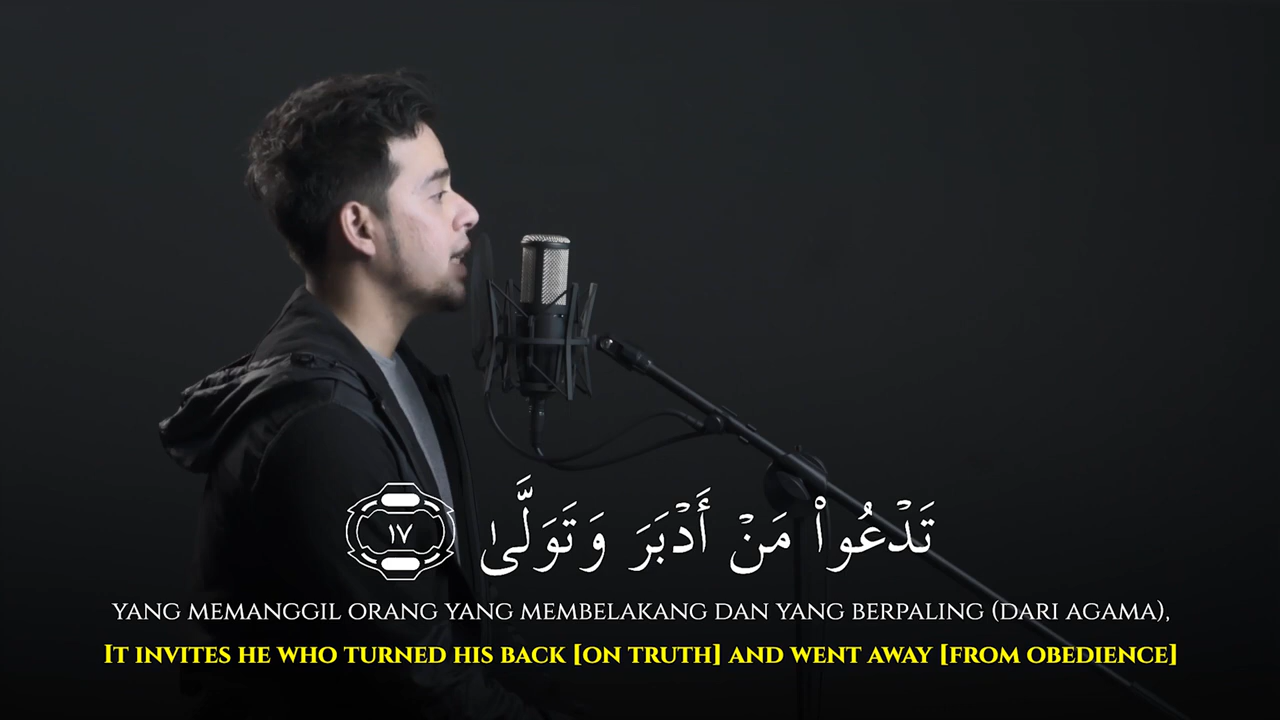 تَدْعُوا۟ مَنْ أَدْبَرَ وَتَوَلَّىٰ ١٧
YANG MEMANGGIL ORANG YANG MEMBELAKANG DAN YANG BERPALING (DARI AGAMA),
IT INVITES HE WHO TURNED HIS BACK [ON TRUTH] AND WENT AWAY [FROM OBEDIENCE]